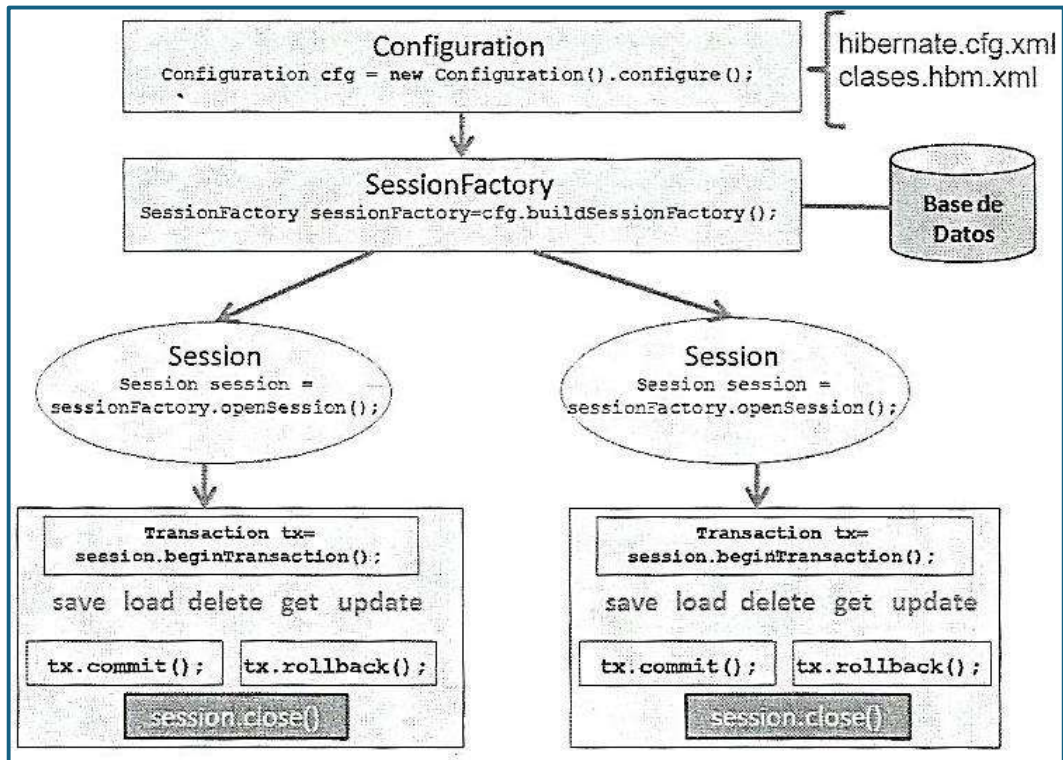 Configuration
Configuration cfg = new Configuration().configure();
hibernate.cfg.xml
clases.hbm.xml
SessionFactory
SessionFactory sessionFactory=cfg.buildSessionFactory();
Base de
Datos
Session
Session session =
sessionFactory.openSession();
Session
Session session =
sessionFactory.openSession();
Transaction tx=
session.beginTransaction();
save load delete get update
tx.commit();
tx.rollback();
session.close()
Transaction tx=
session.beginTransaction();
save load delete get update
tx.commit();
tx.rollback();
session.close()